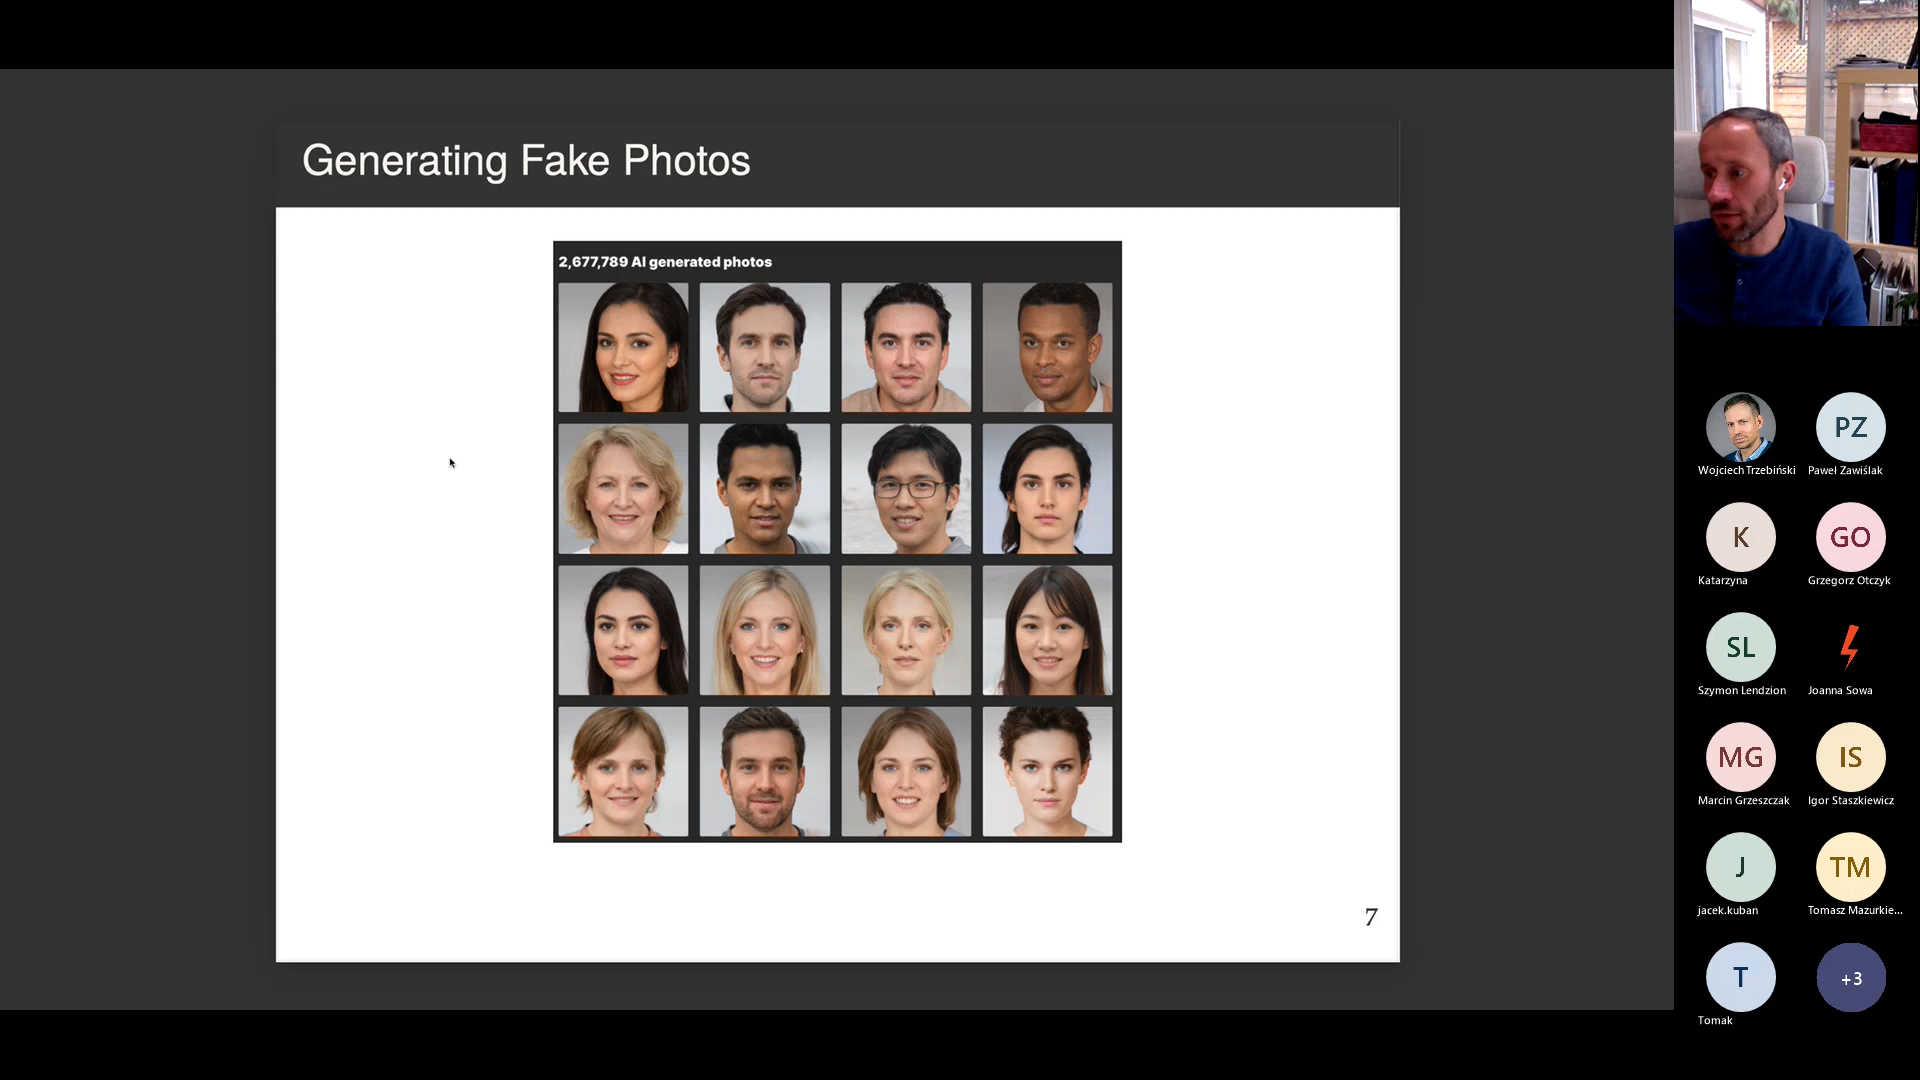 Generating Fake Photos
2,677,789 AI generated photos
7
PZ
Wojciech Trzebiński
Paweł Zawiślak
K
GO
Katarzyna
Grzegorz Otczyk
SL
Szymon Lendzion
Joanna Sowa
MG
IS
Marcin Grzeszczak
Igor Staszkiewicz
J
TM
jacek.kuban
Tomasz Mazurkie...
T
+3
Tomak